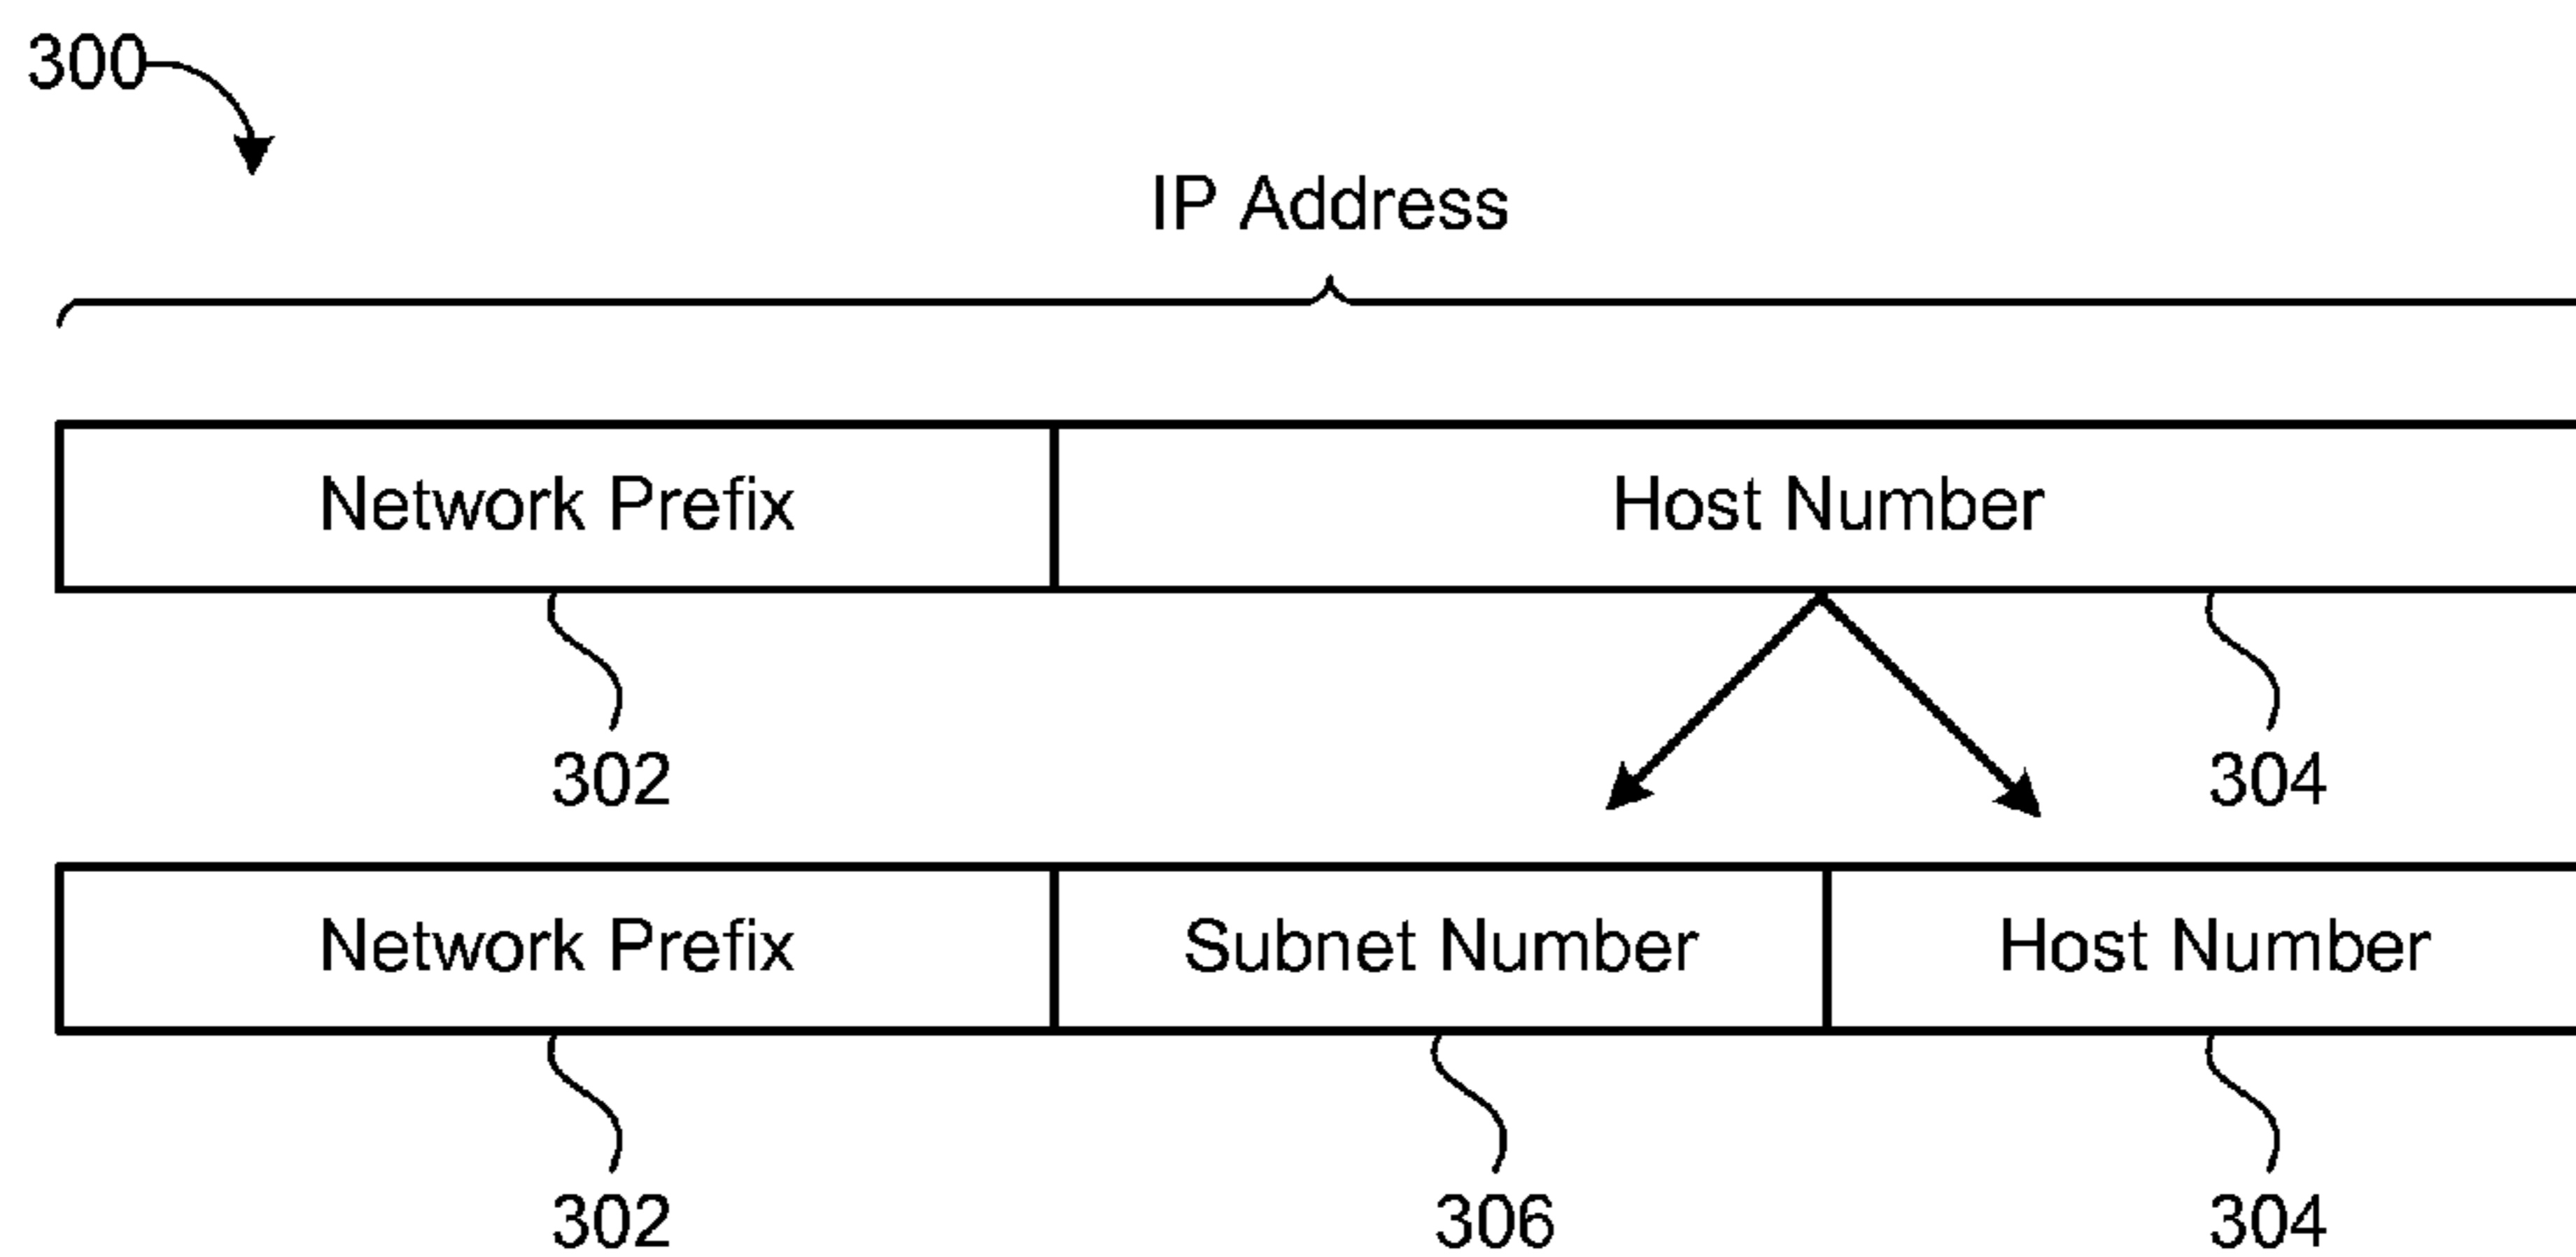 300
IP Address
Network Prefix Host Number
302 304
Network Prefix Subnet Number Host Number
302 306 304